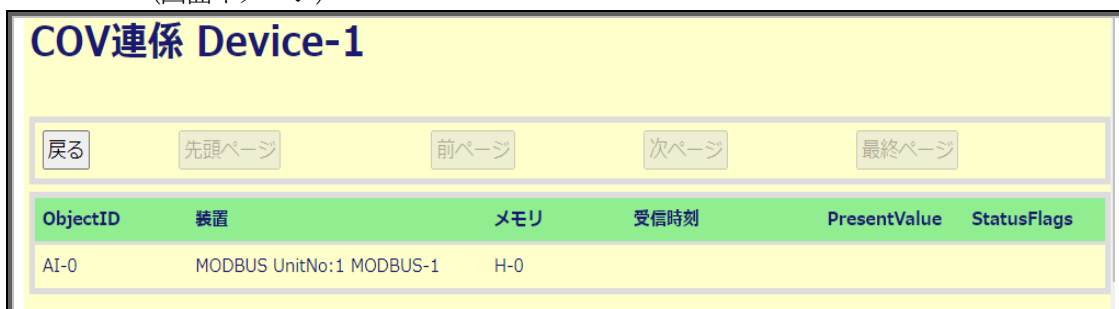 COV連係 Device-1
戻る 先頭ページ 前ページ 次ページ 最終ページ
ObjectID 装置 メモリ 受信時刻 PresentValue StatusFlags
AI-0 MODBUS UnitNo:1 MODBUS-1 H-0